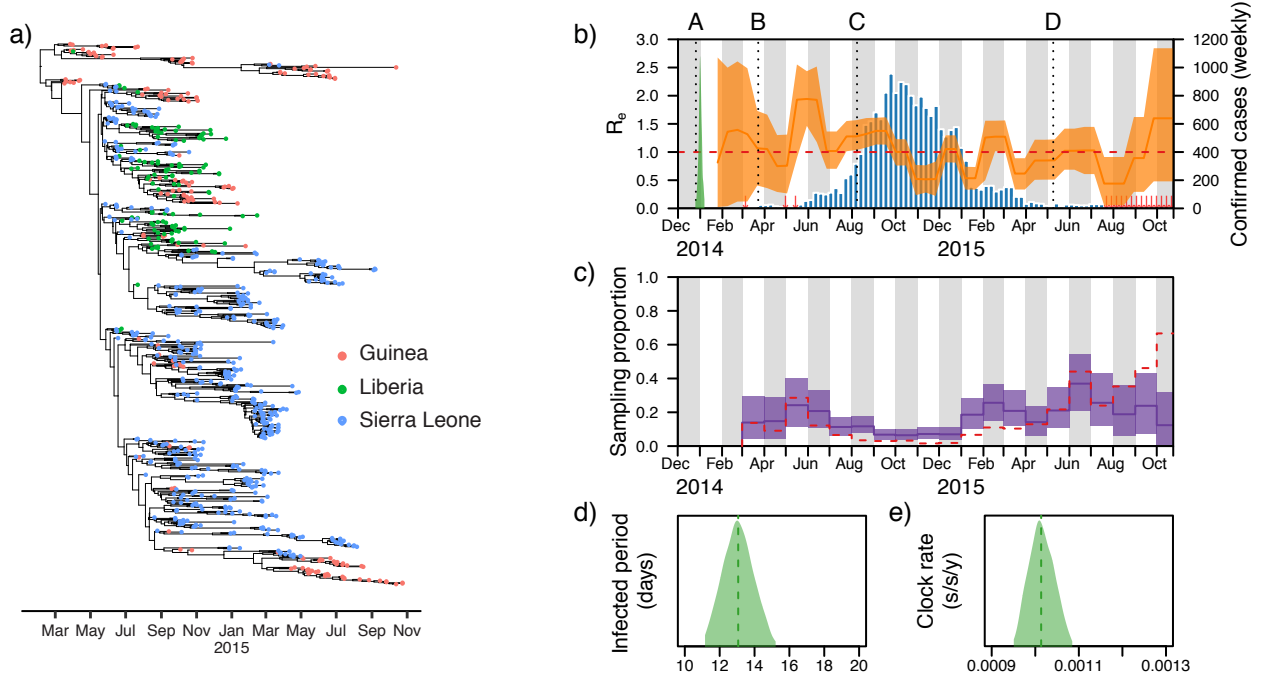 a)
Guinea
Liberia
Sierra Leone
Mar May Jul Sep Nov Jan Mar May Jul Sep Nov
2015
b)
A B C D
3.0 2.5 2.0 1.5 1.0 0.5 0.0
Re
1200 1000 800 600 400 200 0
Confirmed cases (weekly)
Dec Feb Apr Jun Aug Oct Dec Feb Apr Jun Aug Oct
2014 2015
c)
1.0 0.8 0.6 0.4 0.2 0.0
Sampling proportion
Dec Feb Apr Jun Aug Oct Dec Feb Apr Jun Aug Oct
2014 2015
d)
Infected period
(days)
10 12 14 16 18 20
e)
Clock rate
(s/s/y)
0.0009 0.0011 0.0013